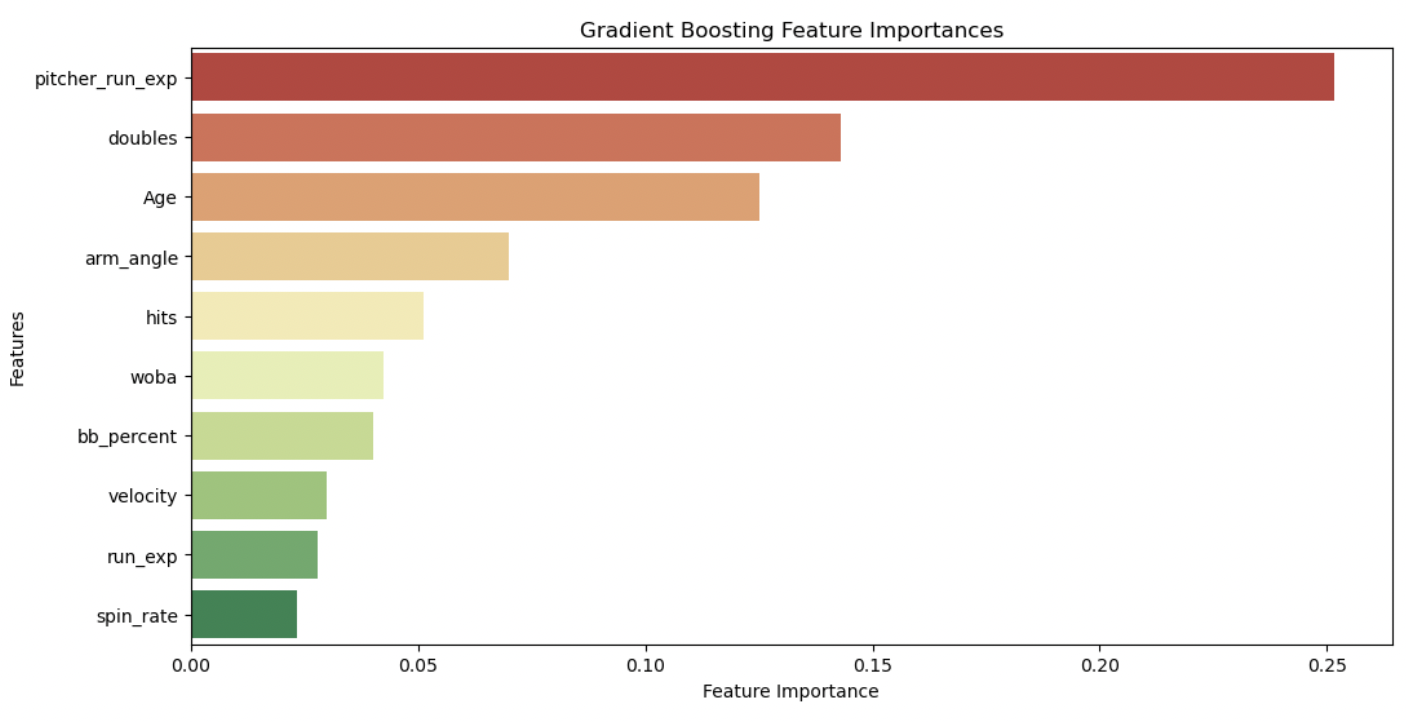 Gradient Boosting Feature Importances
pitcher_run_exp
doubles
Age
arm_angle
hits
woba
bb_percent
velocity
run_exp
spin_rate
Features
0.00 0.05 0.10 0.15 0.20 0.25
Feature Importance